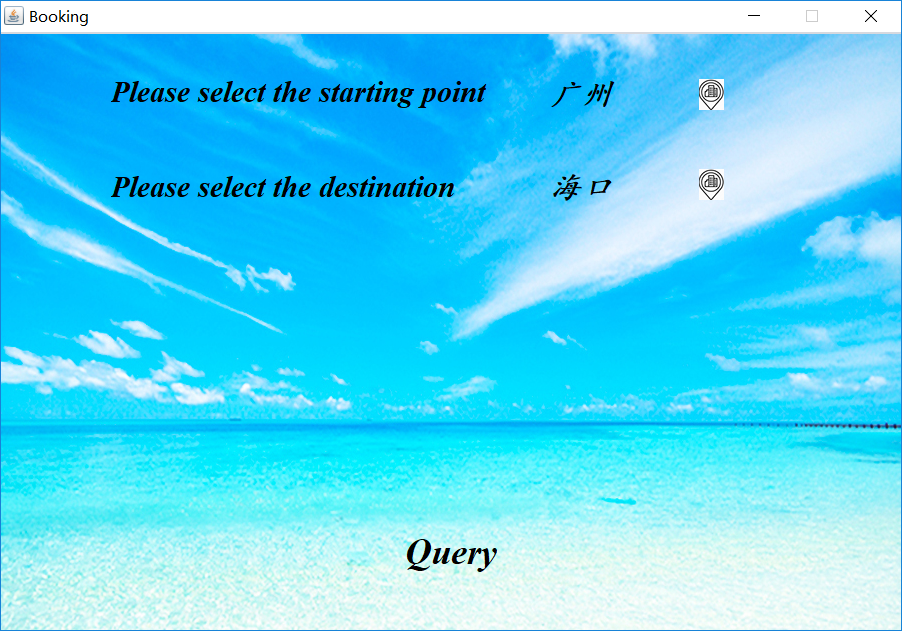 Booking
Please select the starting point 广州
Please select the destination 海口
Query